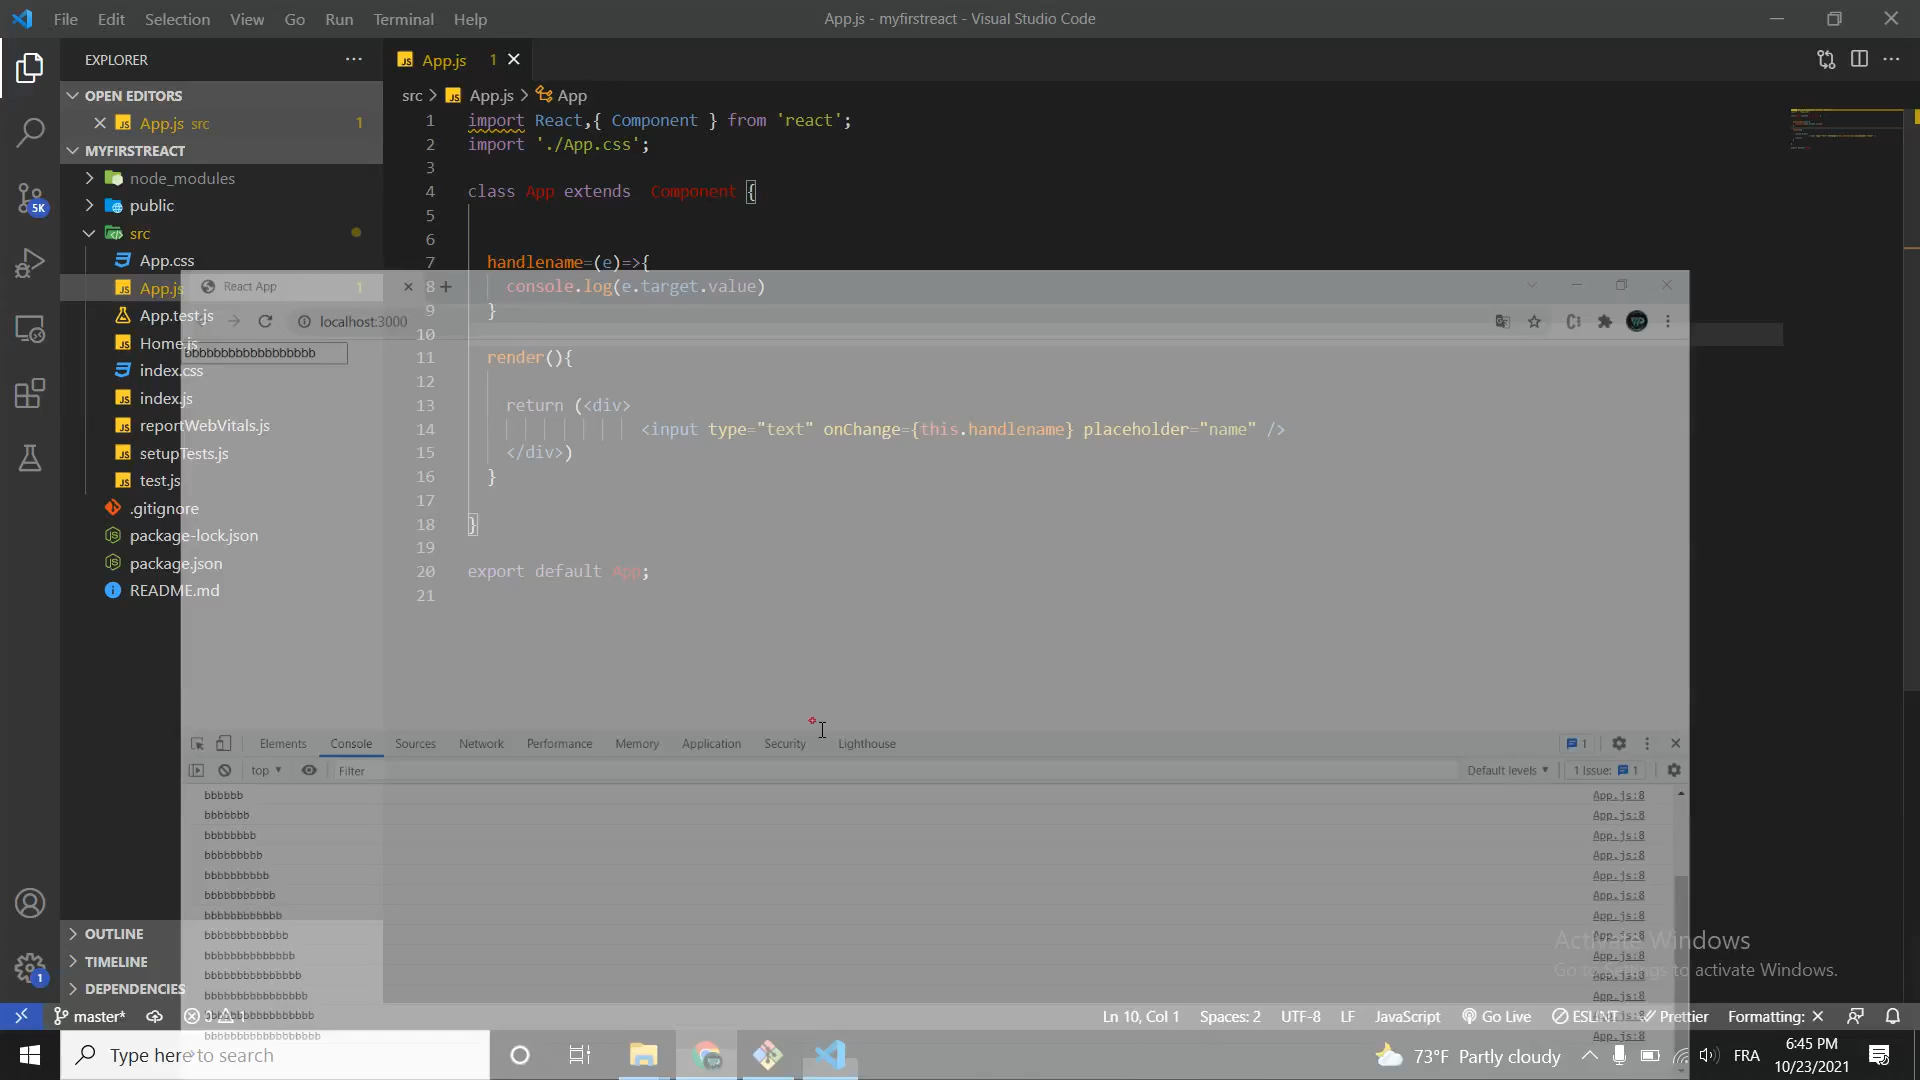 File Edit Selection View Go Run Terminal Help
App.js - myfirstreact - Visual Studio Code
EXPLORER
OPEN EDITORS
App.js src 1
MYFIRSTREACT
node_modules
public
src
App.css
App.js 1
App.test.js
Home.js
index.css
index.js
reportWebVitals.js
setupTests.js
test.js
.gitignore
package-lock.json
package.json
README.md
OUTLINE
TIMELINE
DEPENDENCIES
5K
1
App.js 1
src > App.js > App
1 import React,{ Component } from 'react';
2 import './App.css';
3
4 class App extends Component {
5
6
7 handlename=(e)=>{
8 console.log(e.target.value)
9 }
10
11 render(){
12
13 return (<div>
14 <input type="text" onChange={this.handlename} placeholder="name" />
15 </div>)
16 }
17
18 }
19
20 export default App;
21
React App
localhost:3000
bbbbbbbbbbbbbbbbbb
Elements Console Sources Network Performance Memory Application Security Lighthouse 1
top Filter Default levels 1 Issue: 1
bbbbbb App.js:8
bbbbbbb App.js:8
bbbbbbbb App.js:8
bbbbbbbbb App.js:8
bbbbbbbbbb App.js:8
bbbbbbbbbbb App.js:8
bbbbbbbbbbbb App.js:8
bbbbbbbbbbbbb App.js:8
bbbbbbbbbbbbbb App.js:8
bbbbbbbbbbbbbbb App.js:8
bbbbbbbbbbbbbbbb App.js:8
bbbbbbbbbbbbbbbbb App.js:8
bbbbbbbbbbbbbbbbbb App.js:8
Activate Windows
Go to Settings to activate Windows.
master* Ln 10, Col 1 Spaces: 2 UTF-8 LF JavaScript Go Live ESLINT Prettier Formatting:
Type here to search
73°F Partly cloudy FRA 6:45 PM
10/23/2021